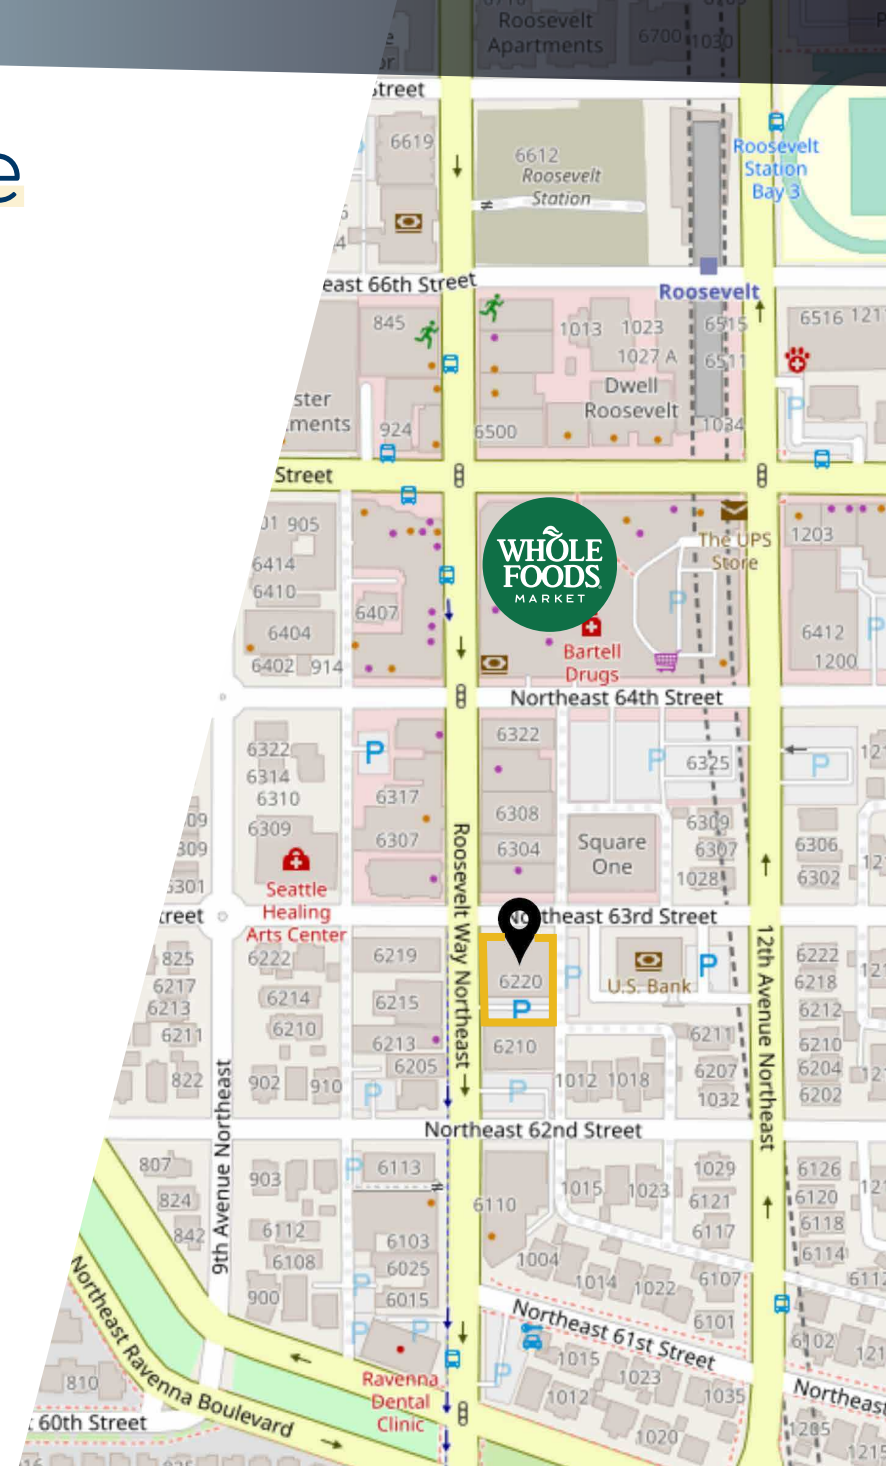 Roosevelt
Apartments
6700
1030
e
Street
6619
6612
Roosevelt
Station
Roosevelt
Station
Bay 3
east 66th Street
Roosevelt
845
1013
1023
6515
6516
1027 A
6511
Dwell
Roosevelt
ster
ments
924
6500
1034
Street
905
6414
6410
6407
6404
6402
914
WHOLE
FOODS
MARKET
The UPS
Store
1203
P
P
6412
1200
Bartell
Drugs
Northeast 64th Street
6322
6314
6310
6309
P
6322
P
6325
P
6317
6308
6307
6304
Square
One
6309
6307
1028
6306
6302
Seattle
Healing
Arts Center
Roosevelt Way Northeast
treet
Northeast 63rd Street
12th Avenue Northeast
825
6217
6213
6211
822
6222
6214
6210
902
910
6219
6215
6213
6205
P
6220
P
P
U.S. Bank
P
6210
P
1012
1018
6211
6207
1032
6222
6218
6212
6210
6204
6202
9th Avenue Northeast
Northeast 62nd Street
807
824
842
903
6112
6108
900
P
6113
6103
6025
6015
P
P
P
6110
1015
1023
1029
6121
6117
1004
1014
1022
6107
6101
6126
6120
6118
6114
6102
Northeast 61st Street
Northeast
1015
1023
1035
1012
1020
P
Northeast Ravenna Boulevard
810
60th Street
Ravenna
Dental
Clinic
1205
1215